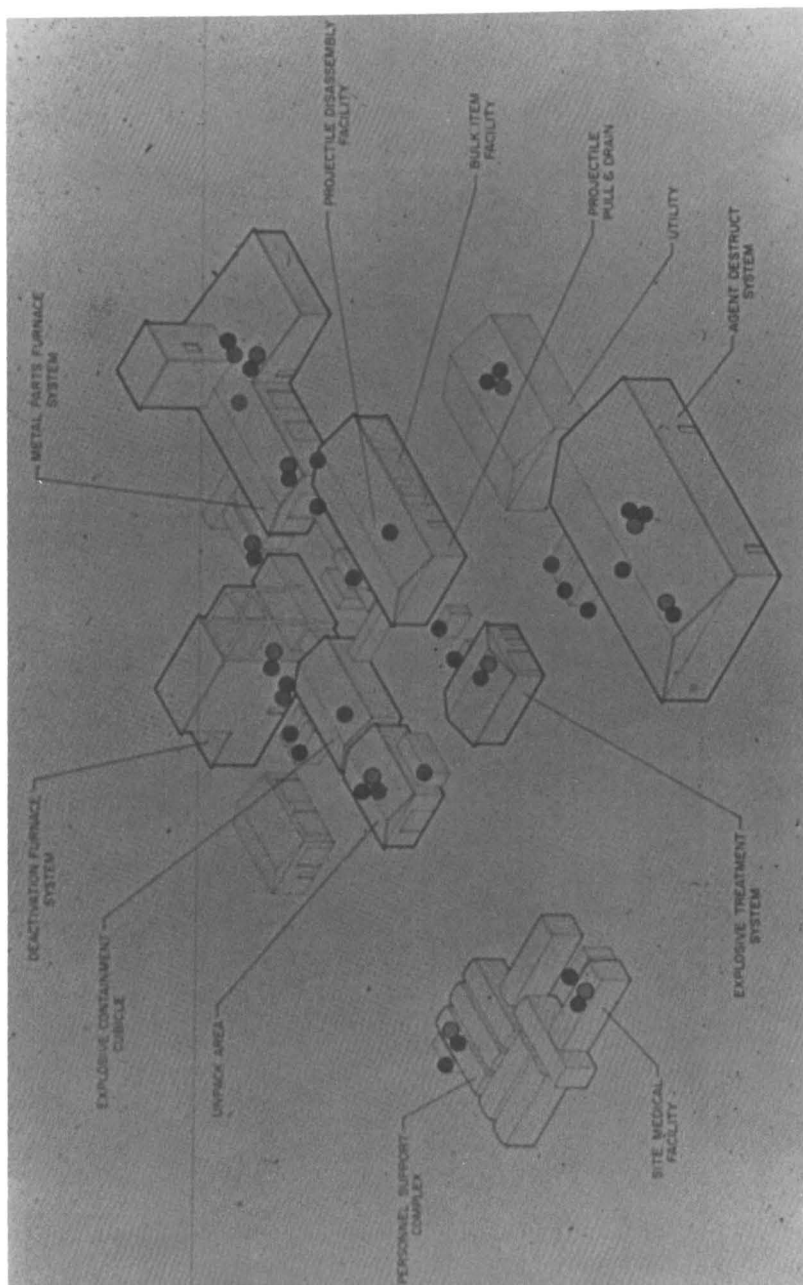 DEACTIVATION FURNACE
SYSTEM
METAL PARTS FURNACE
SYSTEM
EXPLOSIVE CONTAINMENT
CUBICLE
PROJECTILE DISASSEMBLY
FACILITY
UNPACK AREA
BULK ITEM
FACILITY
PERSONNEL SUPPORT
COMPLEX
PROJECTILE
PULL & DRAIN
UTILITY
SITE MEDICAL
FACILITY
EXPLOSIVE TREATMENT
SYSTEM
AGENT DESTRUCT
SYSTEM